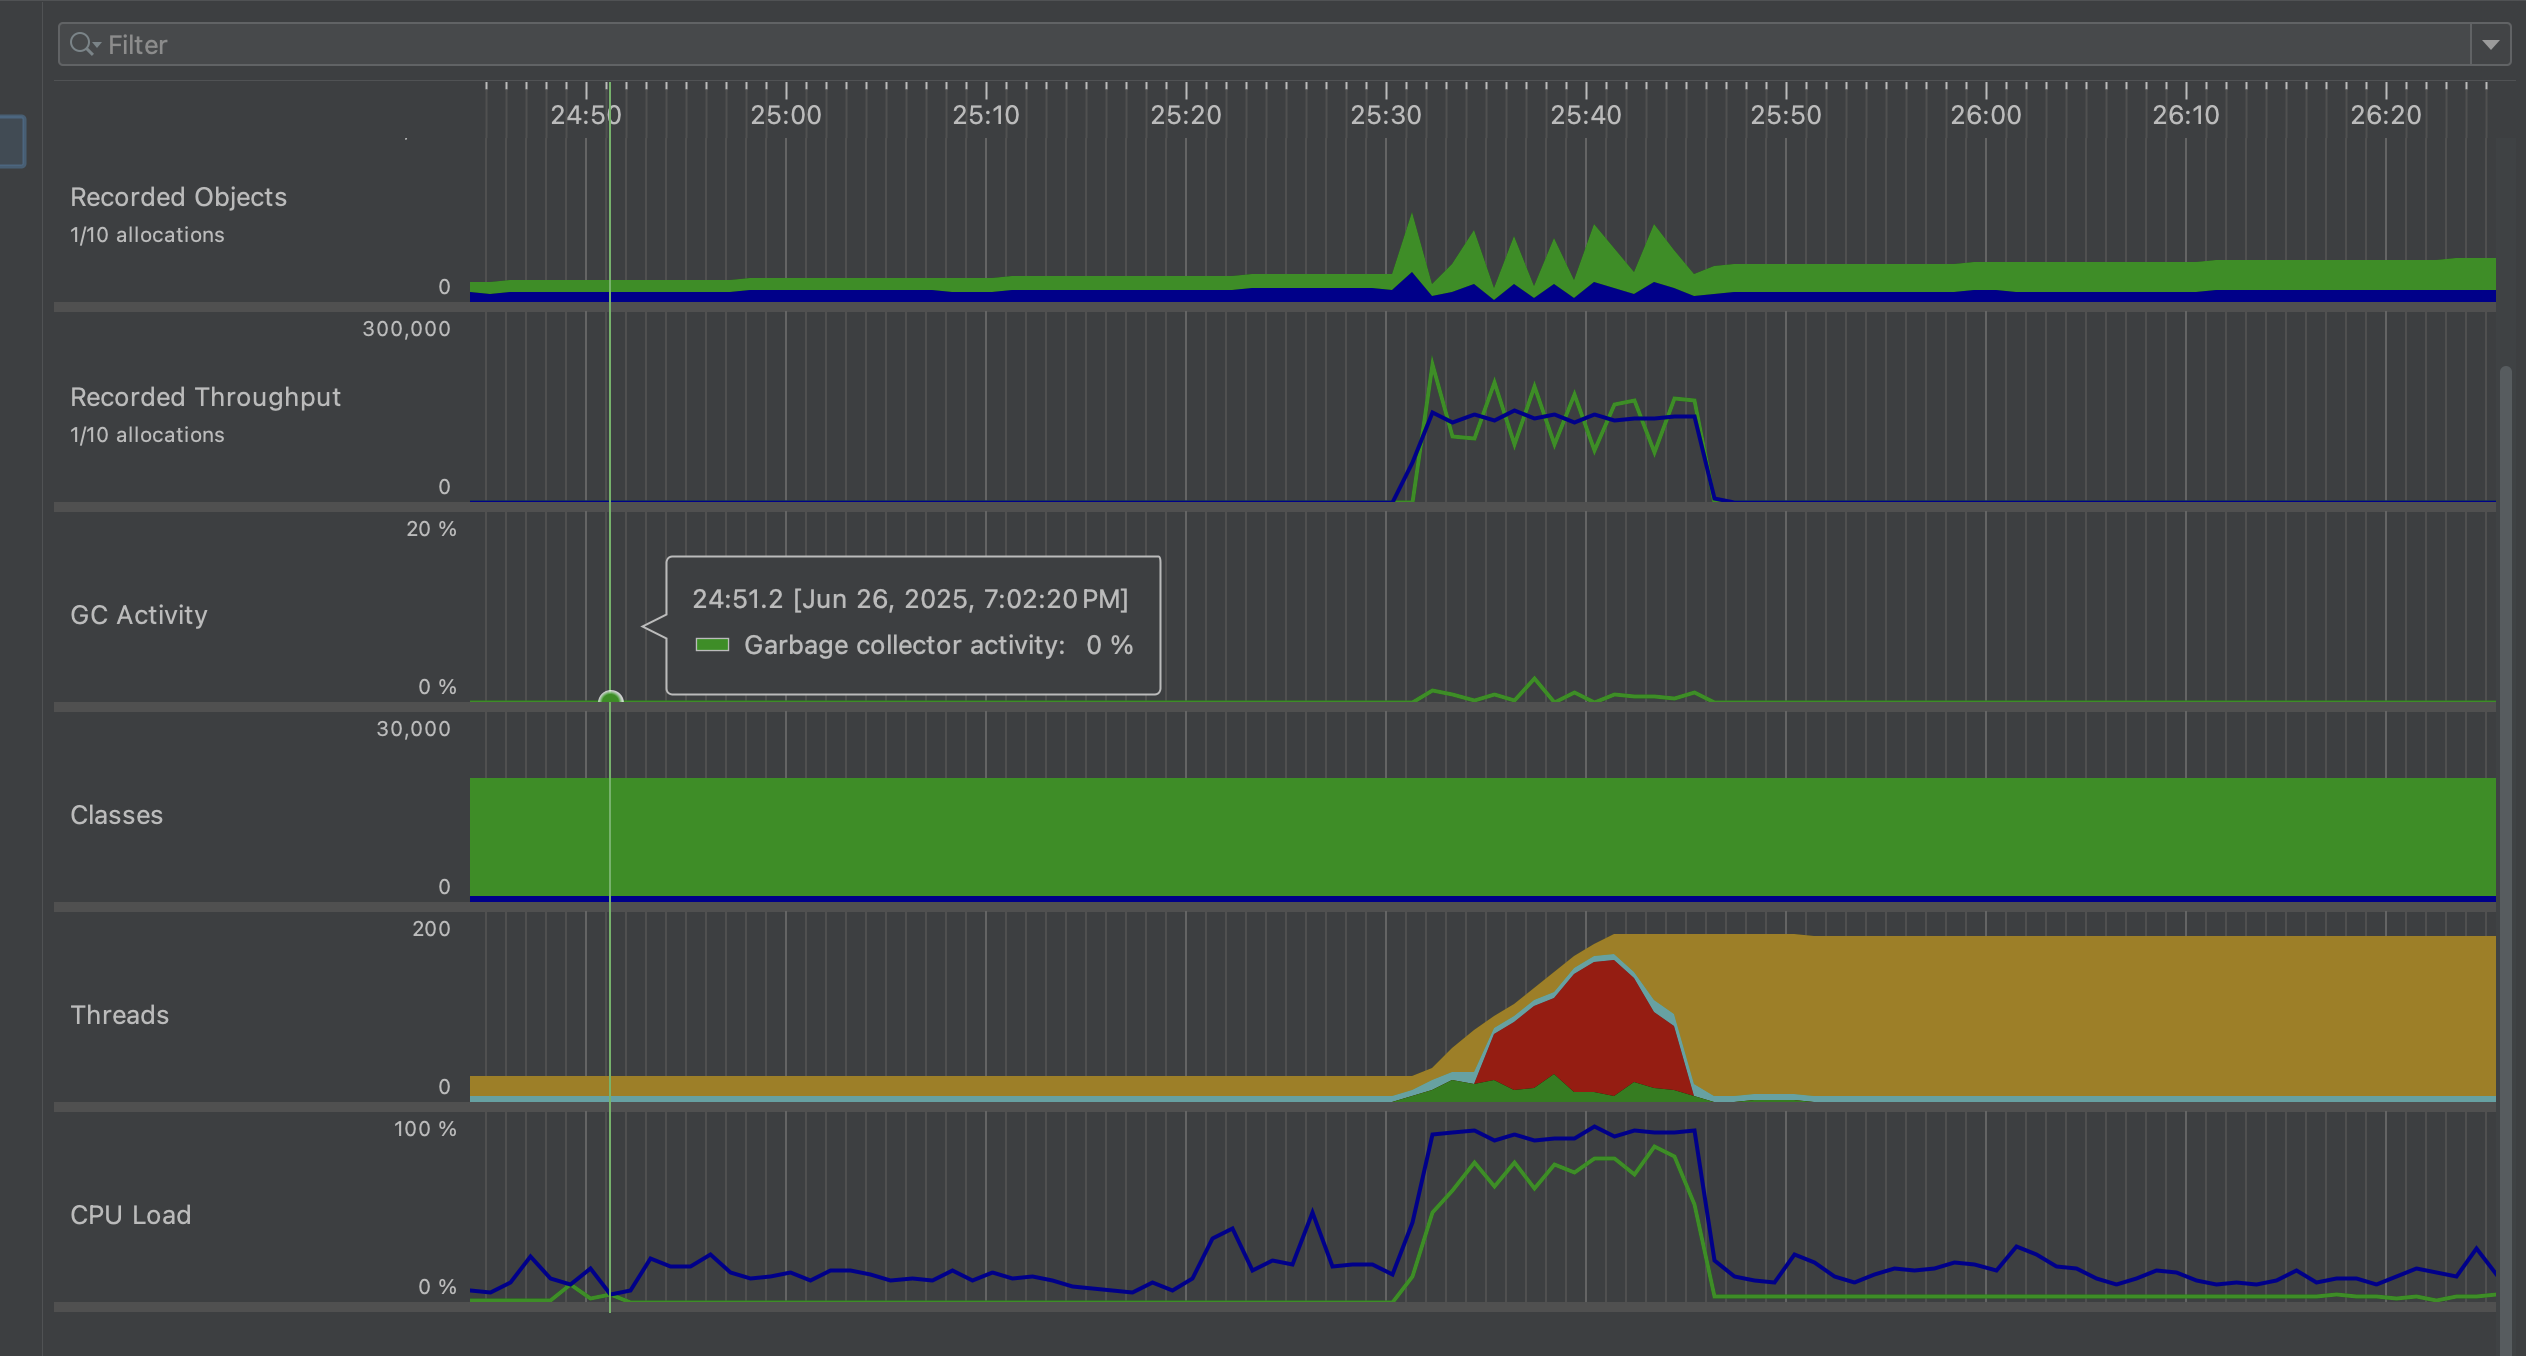 Filter
24:50 25:00 25:10 25:20 25:30 25:40 25:50 26:00 26:10 26:20
Recorded Objects
1/10 allocations
0
300,000
Recorded Throughput
1/10 allocations
0
20 %
GC Activity
24:51.2 [Jun 26, 2025, 7:02:20 PM]
Garbage collector activity: 0 %
0 %
30,000
Classes
0
200
Threads
0
100 %
CPU Load
0 %